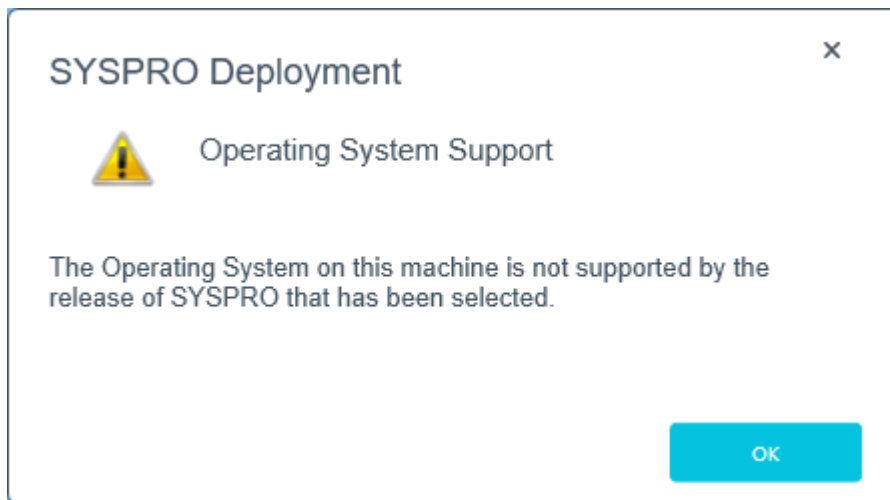 SYSPRO Deployment
Operating System Support
The Operating System on this machine is not supported by the
release of SYSPRO that has been selected.
OK